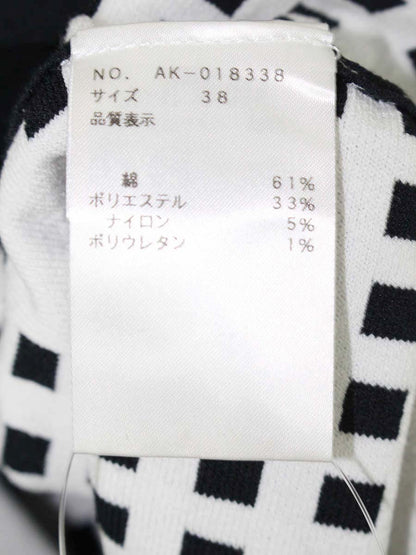 NO. AK-018338
サイズ 38
品質表示
綿 61%
ポリエステル 33%
ナイロン 5%
ポリウレタン 1%